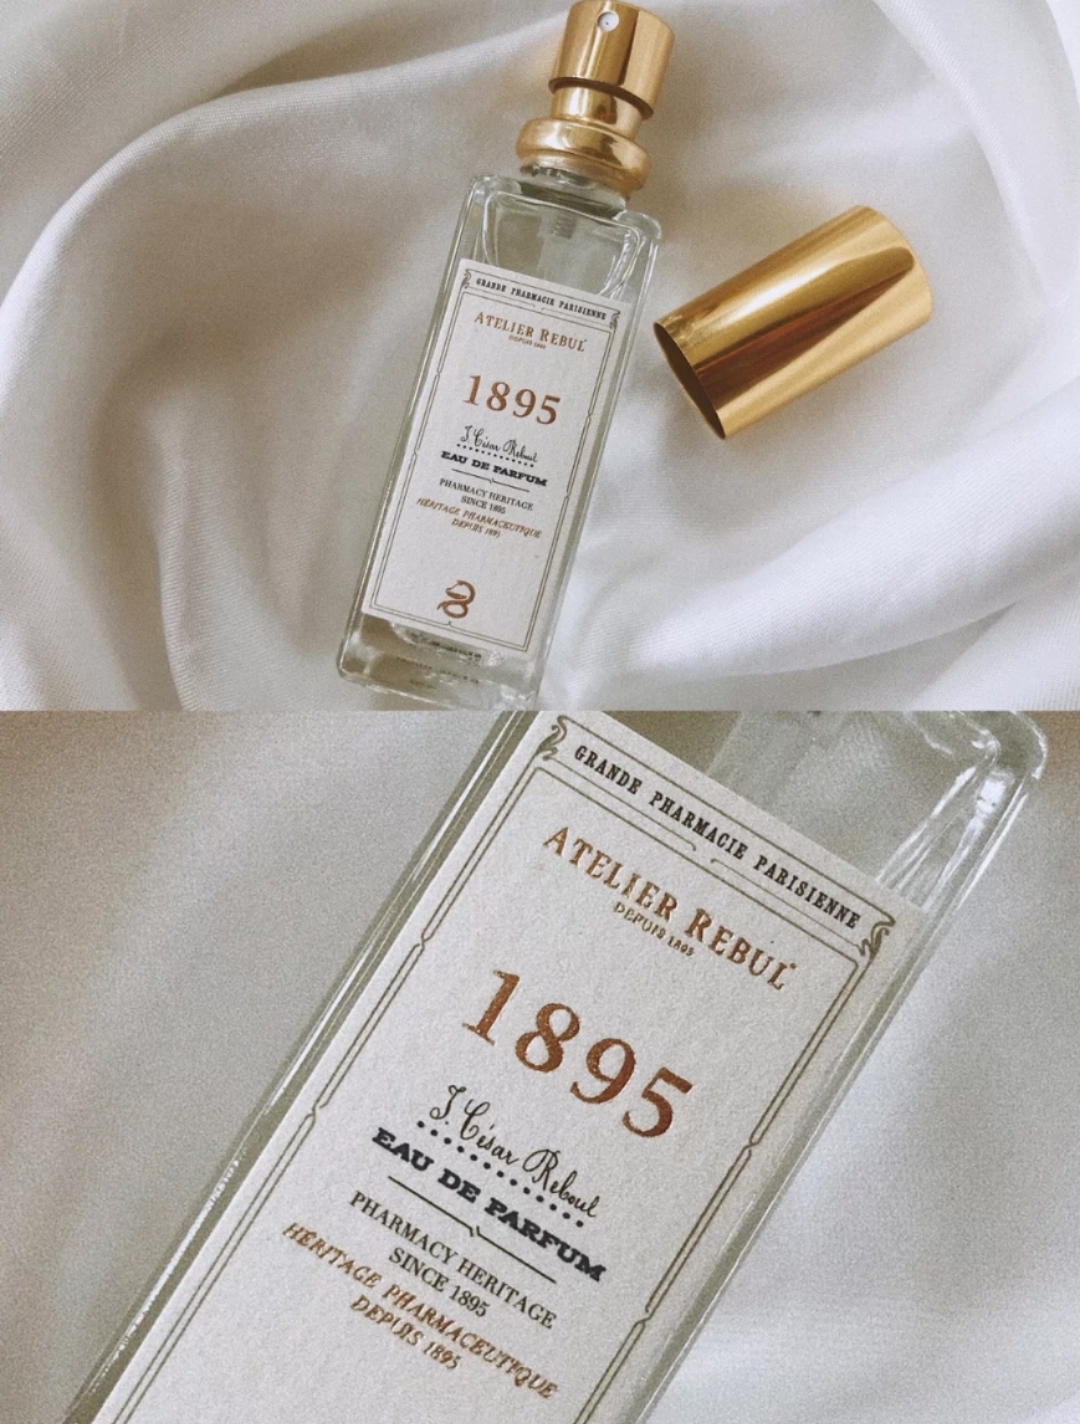 GRANDE PHARMACIE PARISIENNE
ATELIER REBUL
DEPUIS 1895
1895
J. César Reboul
EAU DE PARFUM
PHARMACY HERITAGE
SINCE 1895
HÉRITAGE PHARMACEUTIQUE
DEPUIS 1895
GRANDE PHARMACIE PARISIENNE
ATELIER REBUL
DEPUIS 1895
1895
J. César Reboul
EAU DE PARFUM
PHARMACY HERITAGE
SINCE 1895
HÉRITAGE PHARMACEUTIQUE
DEPUIS 1895